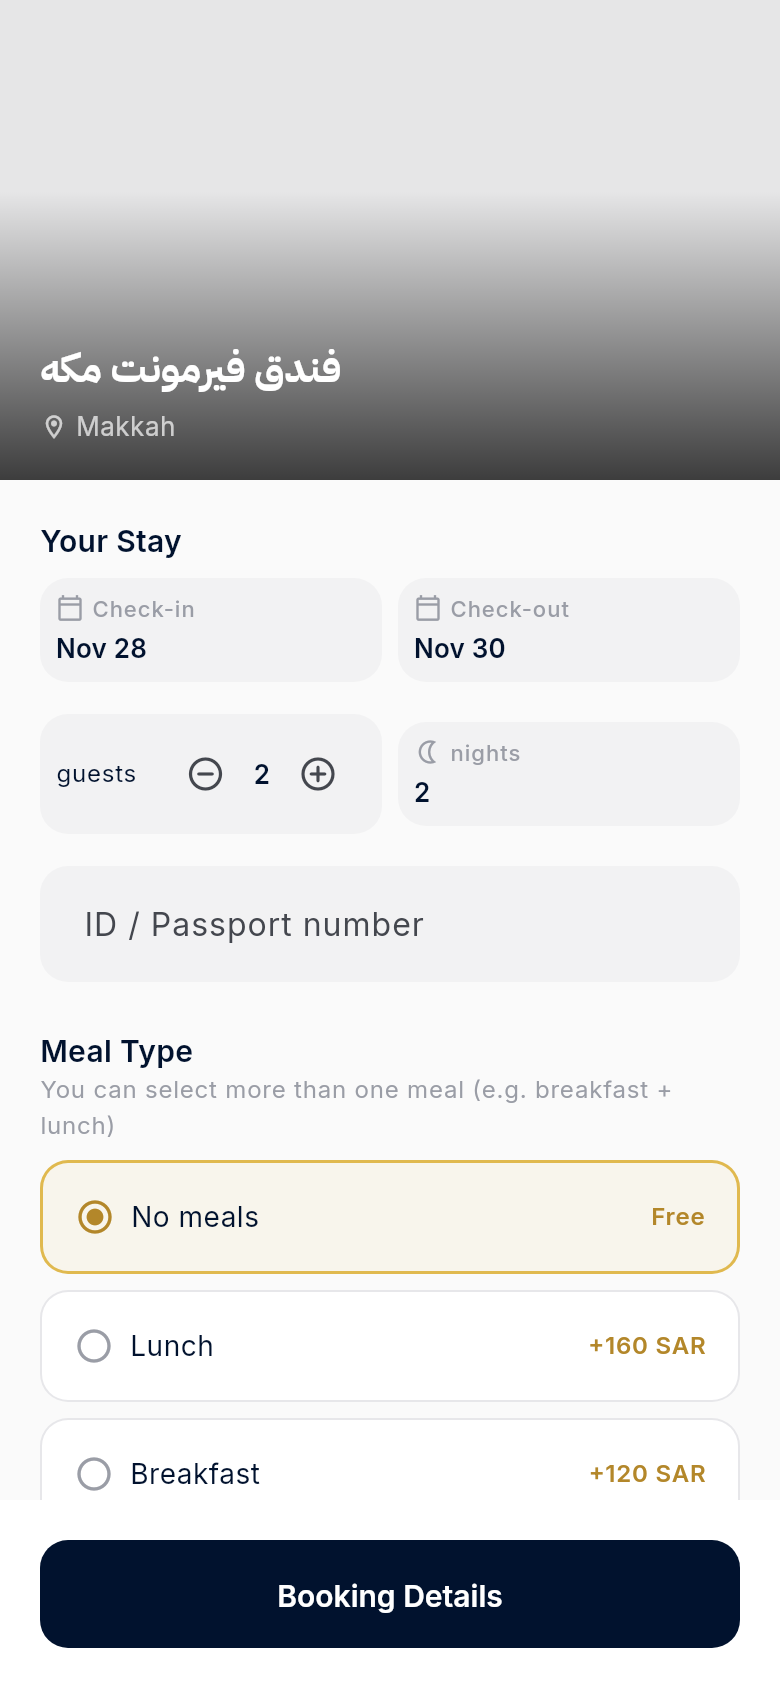 فندق فيرمونت مكه
Makkah
Your Stay
Check-in
Nov 28
Check-out
Nov 30
guests
2
nights
2
ID / Passport number
Meal Type
You can select more than one meal (e.g. breakfast +
lunch)
No meals
Free
Lunch
+160 SAR
Breakfast
+120 SAR
Booking Details